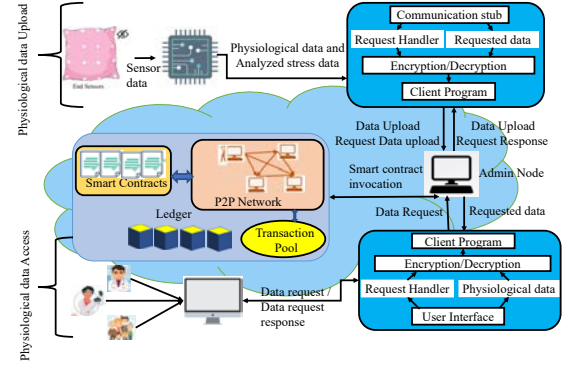 Physiological data Upload
End Sensors
Sensor
data
Physiological data and
Analyzed stress data
Communication stub
Request Handler
Requested data
Encryption/Decryption
Client Program
Data Upload
Request Data upload
Data Upload
Request Response
Smart Contracts
P2P Network
Ledger
Transaction
Pool
Smart contract
invocation
Admin Node
Data Request
Requested data
Physiological data Access
Data request /
Data request
response
Client Program
Encryption/Decryption
Request Handler
Physiological data
User Interface